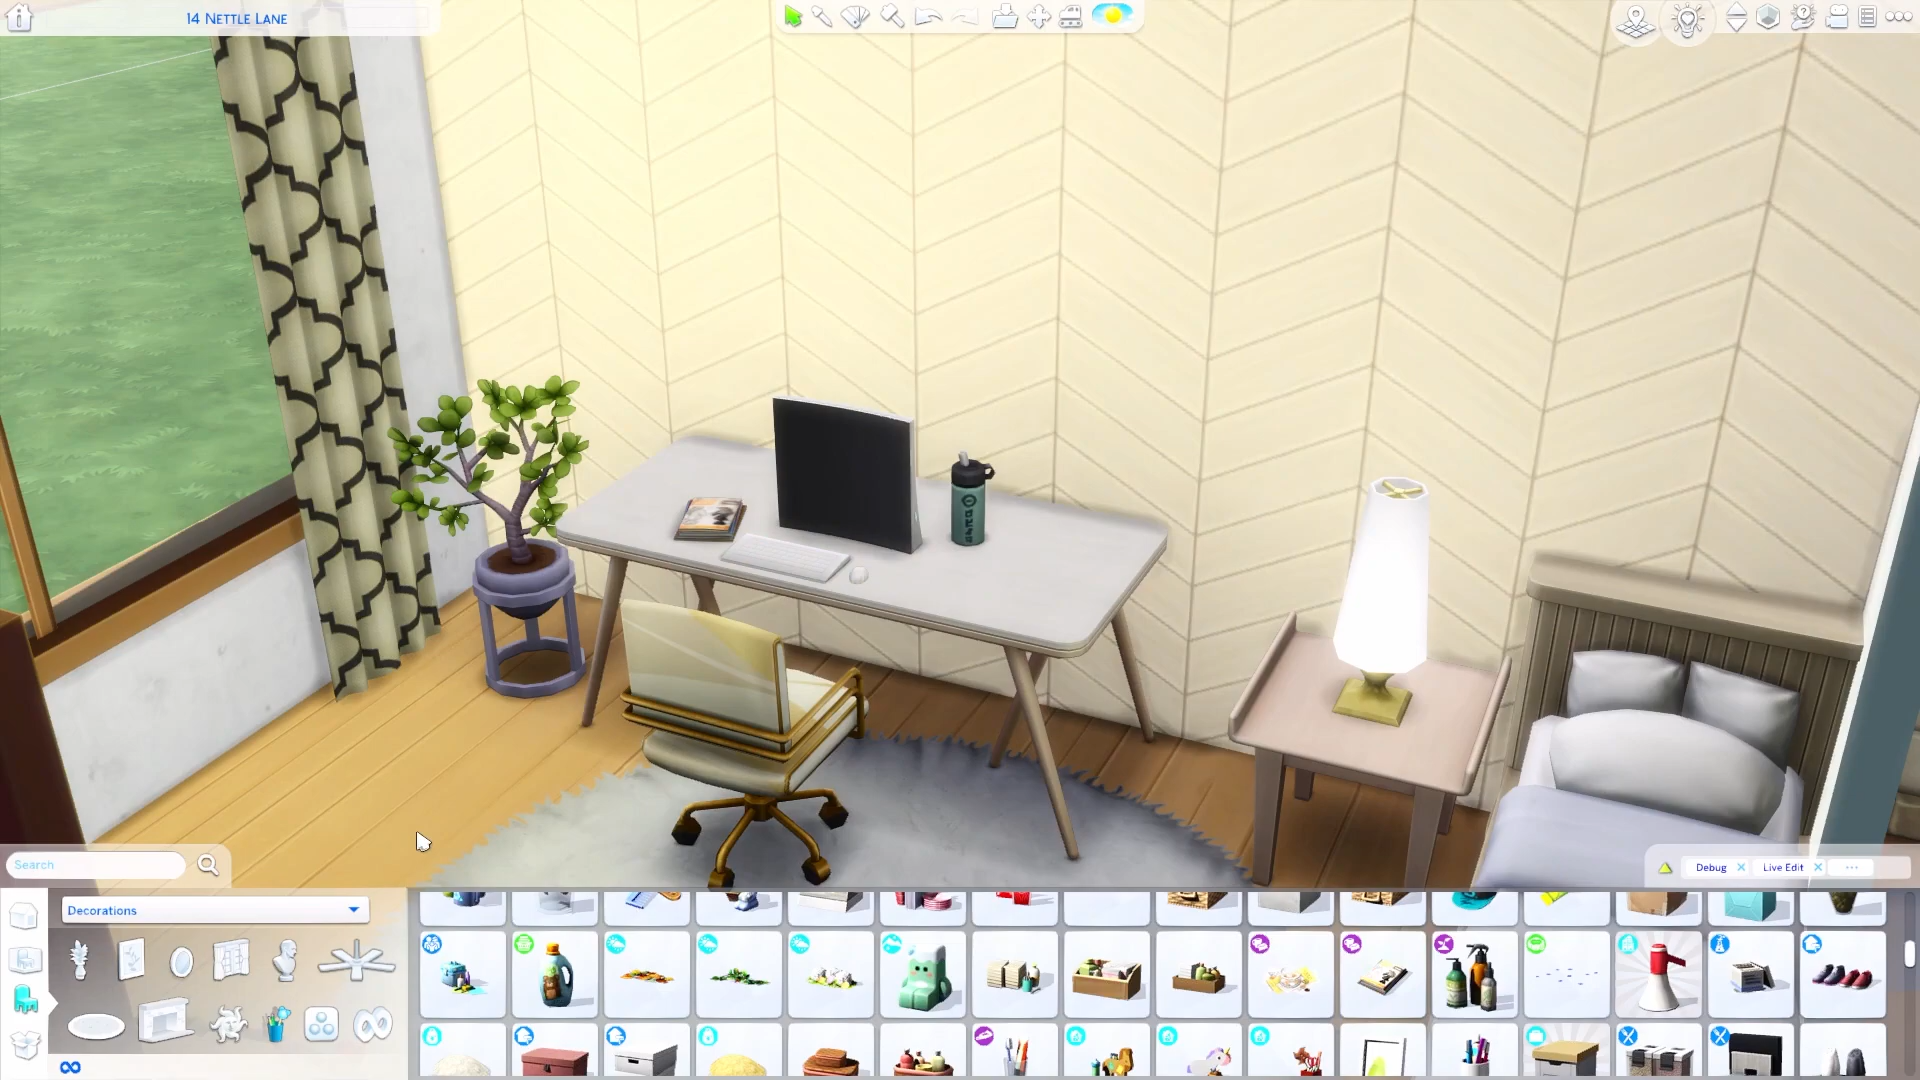 14 Nettle Lane
Search
Debug
Live Edit
Decorations